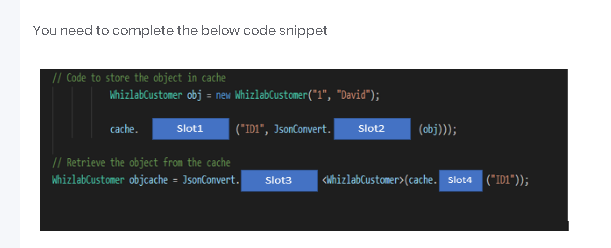 You need to complete the below code snippet
// Code to store the object in cache
WhizlabCustomer obj = new WhizlabCustomer("1", "David");
cache. Slot1 ("ID1", JsonConvert. Slot2 (obj)));
// Retrieve the object from the cache
WhizlabCustomer objcache = JsonConvert. Slot3 <WhizlabCustomer>(cache. Slot4 ("ID1"));